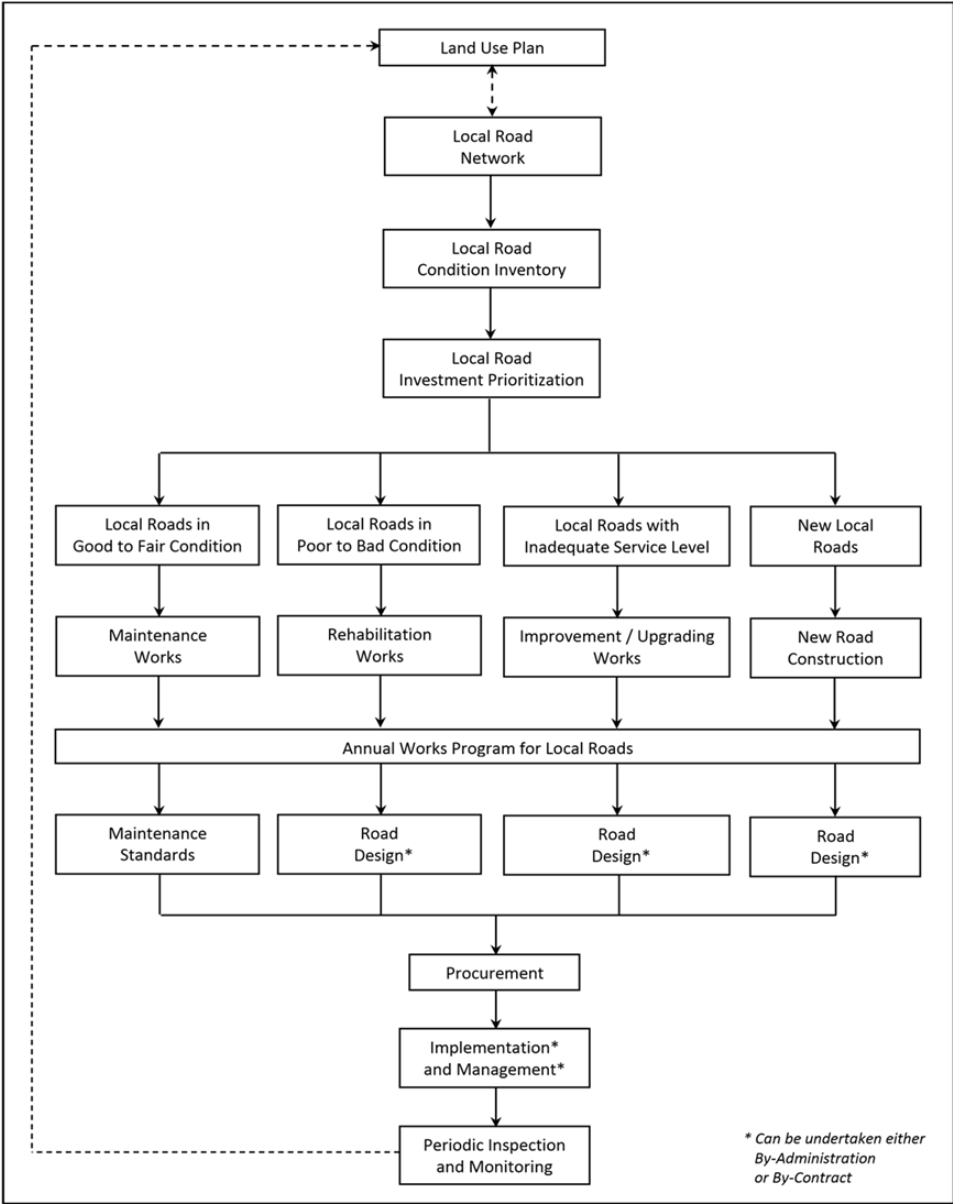 Land Use Plan
Local Road
Network
Local Road
Condition Inventory
Local Road
Investment Prioritization
Local Roads in
Good to Fair Condition
Local Roads in
Poor to Bad Condition
Local Roads with
Inadequate Service Level
New Local
Roads
Maintenance
Works
Rehabilitation
Works
Improvement / Upgrading
Works
New Road
Construction
Annual Works Program for Local Roads
Maintenance
Standards
Road
Design*
Road
Design*
Road
Design*
Procurement
Implementation*
and Management*
Periodic Inspection
and Monitoring
* Can be undertaken either
By-Administration
or By-Contract